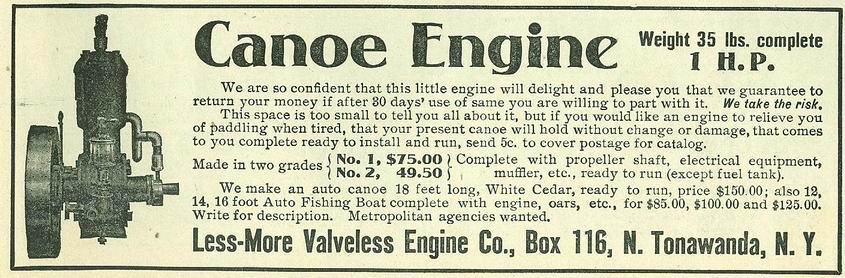 Canoe Engine
Weight 35 lbs. complete
1 H.P.
We are so confident that this little engine will delight and please you that we guarantee to
return your money if after 30 days' use of same you are willing to part with it. We take the risk.
This space is too small to tell you all about it, but if you would like an engine to relieve you
of paddling when tired, that your present canoe will hold without change or damage, that comes
to you complete ready to install and run, send 5c. to cover postage for catalog.
Made in two grades { No. 1, $75.00 } Complete with propeller shaft, electrical equipment,
{ No. 2, 49.50 } muffler, etc., ready to run (except fuel tank).
We make an auto canoe 18 feet long, White Cedar, ready to run, price $150.00; also 12,
14, 16 foot Auto Fishing Boat complete with engine, oars, etc., for $85.00, $100.00 and $125.00.
Write for description. Metropolitan agencies wanted.
Less-More Valveless Engine Co., Box 116, N. Tonawanda, N. Y.